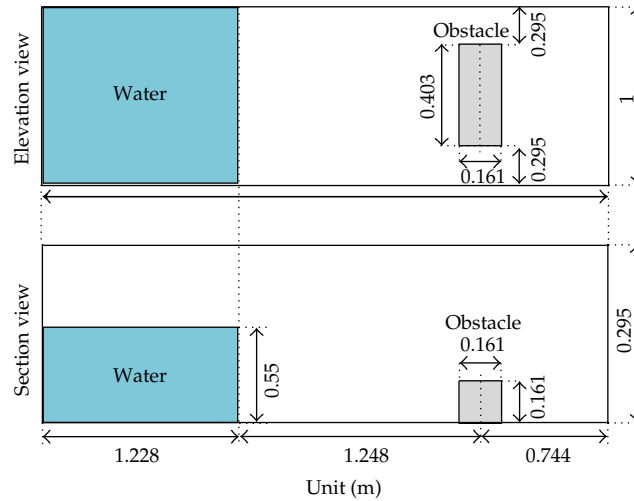 Elevation view
Water
Obstacle
0.295
0.403
1
0.161
0.295
Section view
Water
0.55
Obstacle
0.161
0.161
0.295
1.228
1.248
0.744
Unit (m)